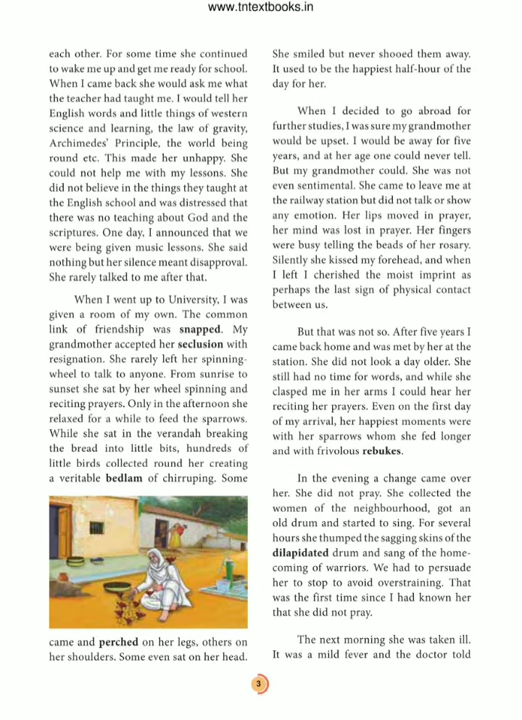 www.tntextbooks.in
each other. For some time she continued
to wake me up and get me ready for school.
When I came back she would ask me what
the teacher had taught me. I would tell her
English words and little things of western
science and learning, the law of gravity,
Archimedes' Principle, the world being
round etc. This made her unhappy. She
could not help me with my lessons. She
did not believe in the things they taught at
the English school and was distressed that
there was no teaching about God and the
scriptures. One day, I announced that we
were being given music lessons. She said
nothing but her silence meant disapproval.
She rarely talked to me after that.
When I went up to University, I was
given a room of my own. The common
link of friendship was snapped. My
grandmother accepted her seclusion with
resignation. She rarely left her spinning-
wheel to talk to anyone. From sunrise to
sunset she sat by her wheel spinning and
reciting prayers. Only in the afternoon she
relaxed for a while to feed the sparrows.
While she sat in the verandah breaking
the bread into little bits, hundreds of
little birds collected round her creating
a veritable bedlam of chirruping. Some
came and perched on her legs, others on
her shoulders. Some even sat on her head.
She smiled but never shooed them away.
It used to be the happiest half-hour of the
day for her.
When I decided to go abroad for
further studies, I was sure my grandmother
would be upset. I would be away for five
years, and at her age one could never tell.
But my grandmother could. She was not
even sentimental. She came to leave me at
the railway station but did not talk or show
any emotion. Her lips moved in prayer,
her mind was lost in prayer. Her fingers
were busy telling the beads of her rosary.
Silently she kissed my forehead, and when
I left I cherished the moist imprint as
perhaps the last sign of physical contact
between us.
But that was not so. After five years I
came back home and was met by her at the
station. She did not look a day older. She
still had no time for words, and while she
clasped me in her arms I could hear her
reciting her prayers. Even on the first day
of my arrival, her happiest moments were
with her sparrows whom she fed longer
and with frivolous rebukes.
In the evening a change came over
her. She did not pray. She collected the
women of the neighbourhood, got an
old drum and started to sing. For several
hours she thumped the sagging skins of the
dilapidated drum and sang of the home-
coming of warriors. We had to persuade
her to stop to avoid overstraining. That
was the first time since I had known her
that she did not pray.
The next morning she was taken ill.
It was a mild fever and the doctor told
3